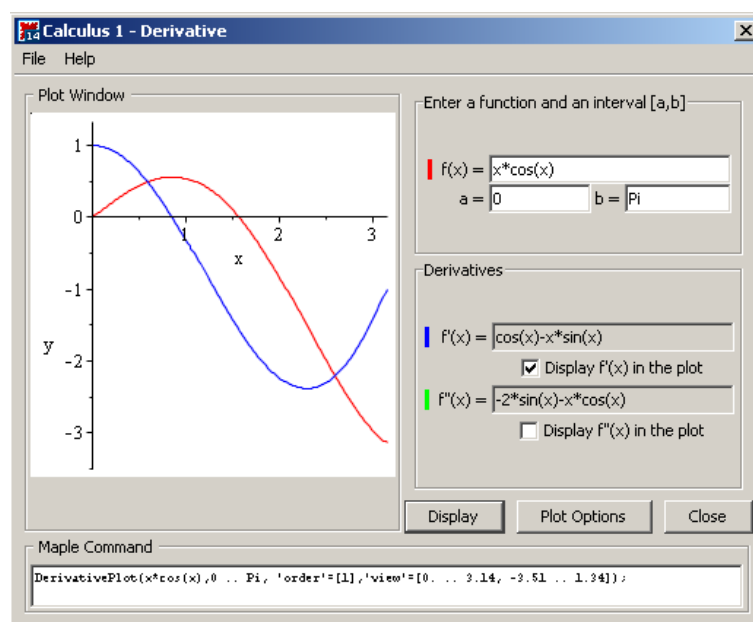 Calculus 1 - Derivative
File Help
Plot Window
1
0
-1
-2
-3
1
2
3
x
y
Enter a function and an interval [a,b]
f(x) = x*cos(x)
a = 0 b = Pi
Derivatives
f'(x) = cos(x)-x*sin(x)
Display f'(x) in the plot
f''(x) = -2*sin(x)-x*cos(x)
Display f''(x) in the plot
Display Plot Options Close
Maple Command
DerivativePlot(x*cos(x),0 .. Pi, 'order'=[1],'view'=[0. .. 3.14, -3.51 .. 1.34]);